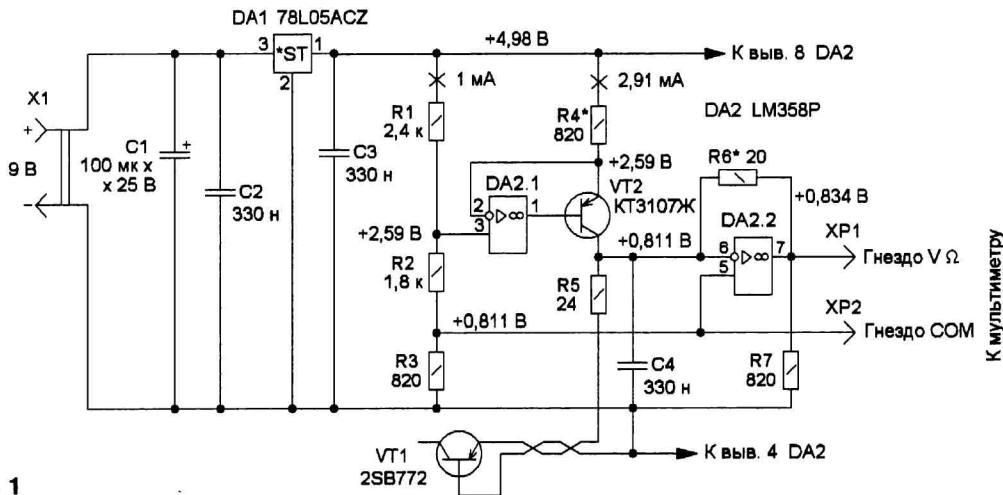 DA1 78L05ACZ
3
*ST
1
2
+4,98 В
К выв. 8 DA2
X1
+
9 В
–
C1
100 мк х
х 25 В
+
C2
330 н
C3
330 н
1 мА
R1
2,4 к
2,91 мА
R4*
820
DA2 LM358P
+2,59 В
R6* 20
+0,834 В
DA2.1
2
3
▷∞
1
VT2
КТ3107Ж
+2,59 В
R2
1,8 к
+0,811 В
DA2.2
6
5
▷∞
7
XP1
Гнездо V Ω
R5
24
+0,811 В
XP2
Гнездо COM
К мультиметру
R3
820
C4
330 н
R7
820
VT1
2SB772
К выв. 4 DA2
1